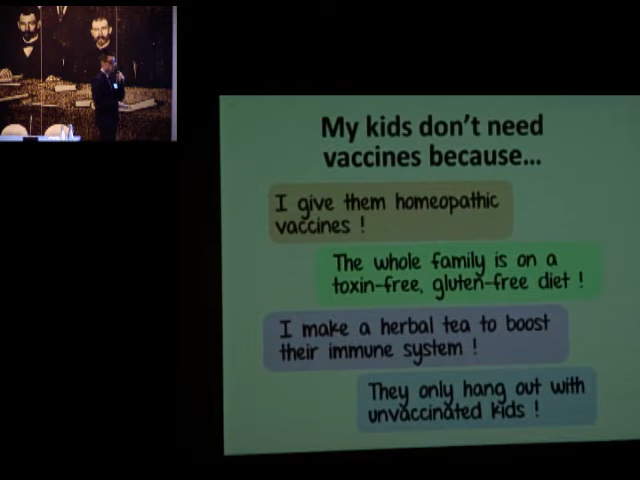 My kids don't need
vaccines because...
I give them homeopathic
vaccines !
The whole family is on a
toxin-free, gluten-free diet !
I make a herbal tea to boost
their immune system !
They only hang out with
unvaccinated kids !